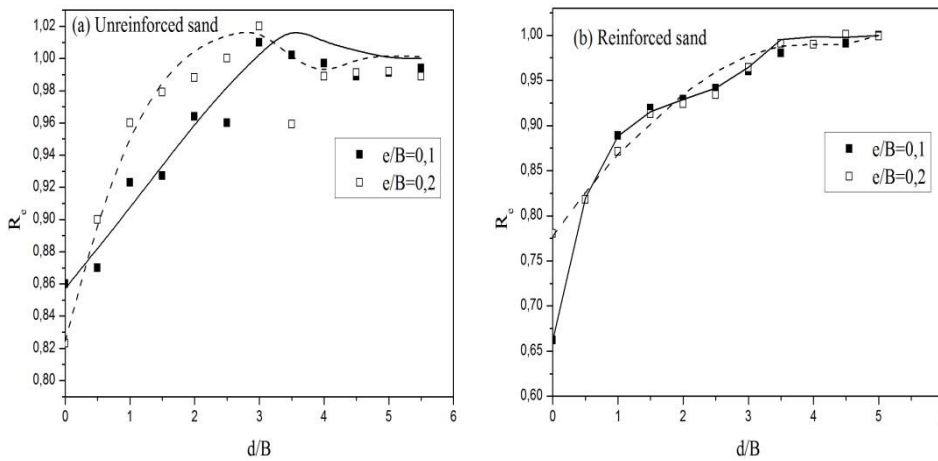 (a) Unreinforced sand
1,02
1,00
0,98
0,96
0,94
0,92
0,90
0,88
0,86
0,84
0,82
0,80
R_e
e/B=0,1
e/B=0,2
0 1 2 3 4 5 6
d/B
(b) Reinforced sand
1,00
0,95
0,90
0,85
0,80
0,75
0,70
0,65
0,60
R_e
e/B=0,1
e/B=0,2
0 1 2 3 4 5
d/B